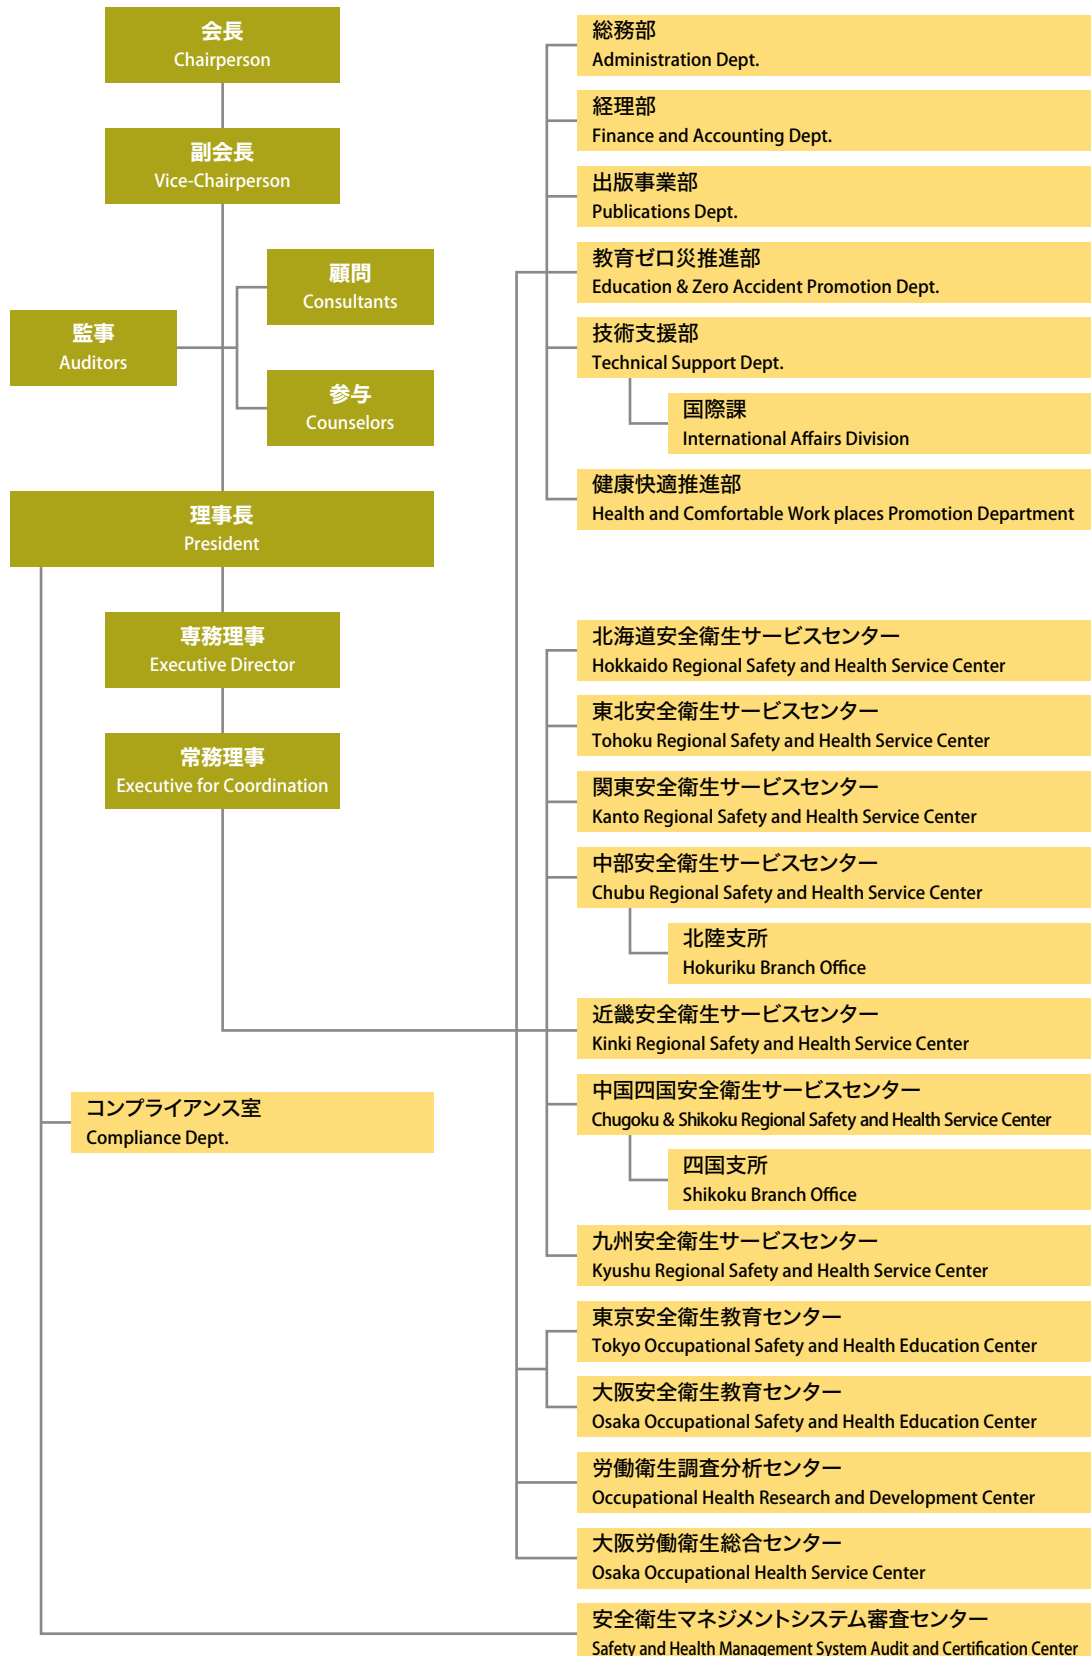 会長
Chairperson
副会長
Vice-Chairperson
顧問
Consultants
監事
Auditors
参与
Counselors
理事長
President
専務理事
Executive Director
常務理事
Executive for Coordination
コンプライアンス室
Compliance Dept.
総務部
Administration Dept.
経理部
Finance and Accounting Dept.
出版事業部
Publications Dept.
教育ゼロ災推進部
Education & Zero Accident Promotion Dept.
技術支援部
Technical Support Dept.
国際課
International Affairs Division
健康快適推進部
Health and Comfortable Work places Promotion Department
北海道安全衛生サービスセンター
Hokkaido Regional Safety and Health Service Center
東北安全衛生サービスセンター
Tohoku Regional Safety and Health Service Center
関東安全衛生サービスセンター
Kanto Regional Safety and Health Service Center
中部安全衛生サービスセンター
Chubu Regional Safety and Health Service Center
北陸支所
Hokuriku Branch Office
近畿安全衛生サービスセンター
Kinki Regional Safety and Health Service Center
中国四国安全衛生サービスセンター
Chugoku & Shikoku Regional Safety and Health Service Center
四国支所
Shikoku Branch Office
九州安全衛生サービスセンター
Kyushu Regional Safety and Health Service Center
東京安全衛生教育センター
Tokyo Occupational Safety and Health Education Center
大阪安全衛生教育センター
Osaka Occupational Safety and Health Education Center
労働衛生調査分析センター
Occupational Health Research and Development Center
大阪労働衛生総合センター
Osaka Occupational Health Service Center
安全衛生マネジメントシステム審査センター
Safety and Health Management System Audit and Certification Center